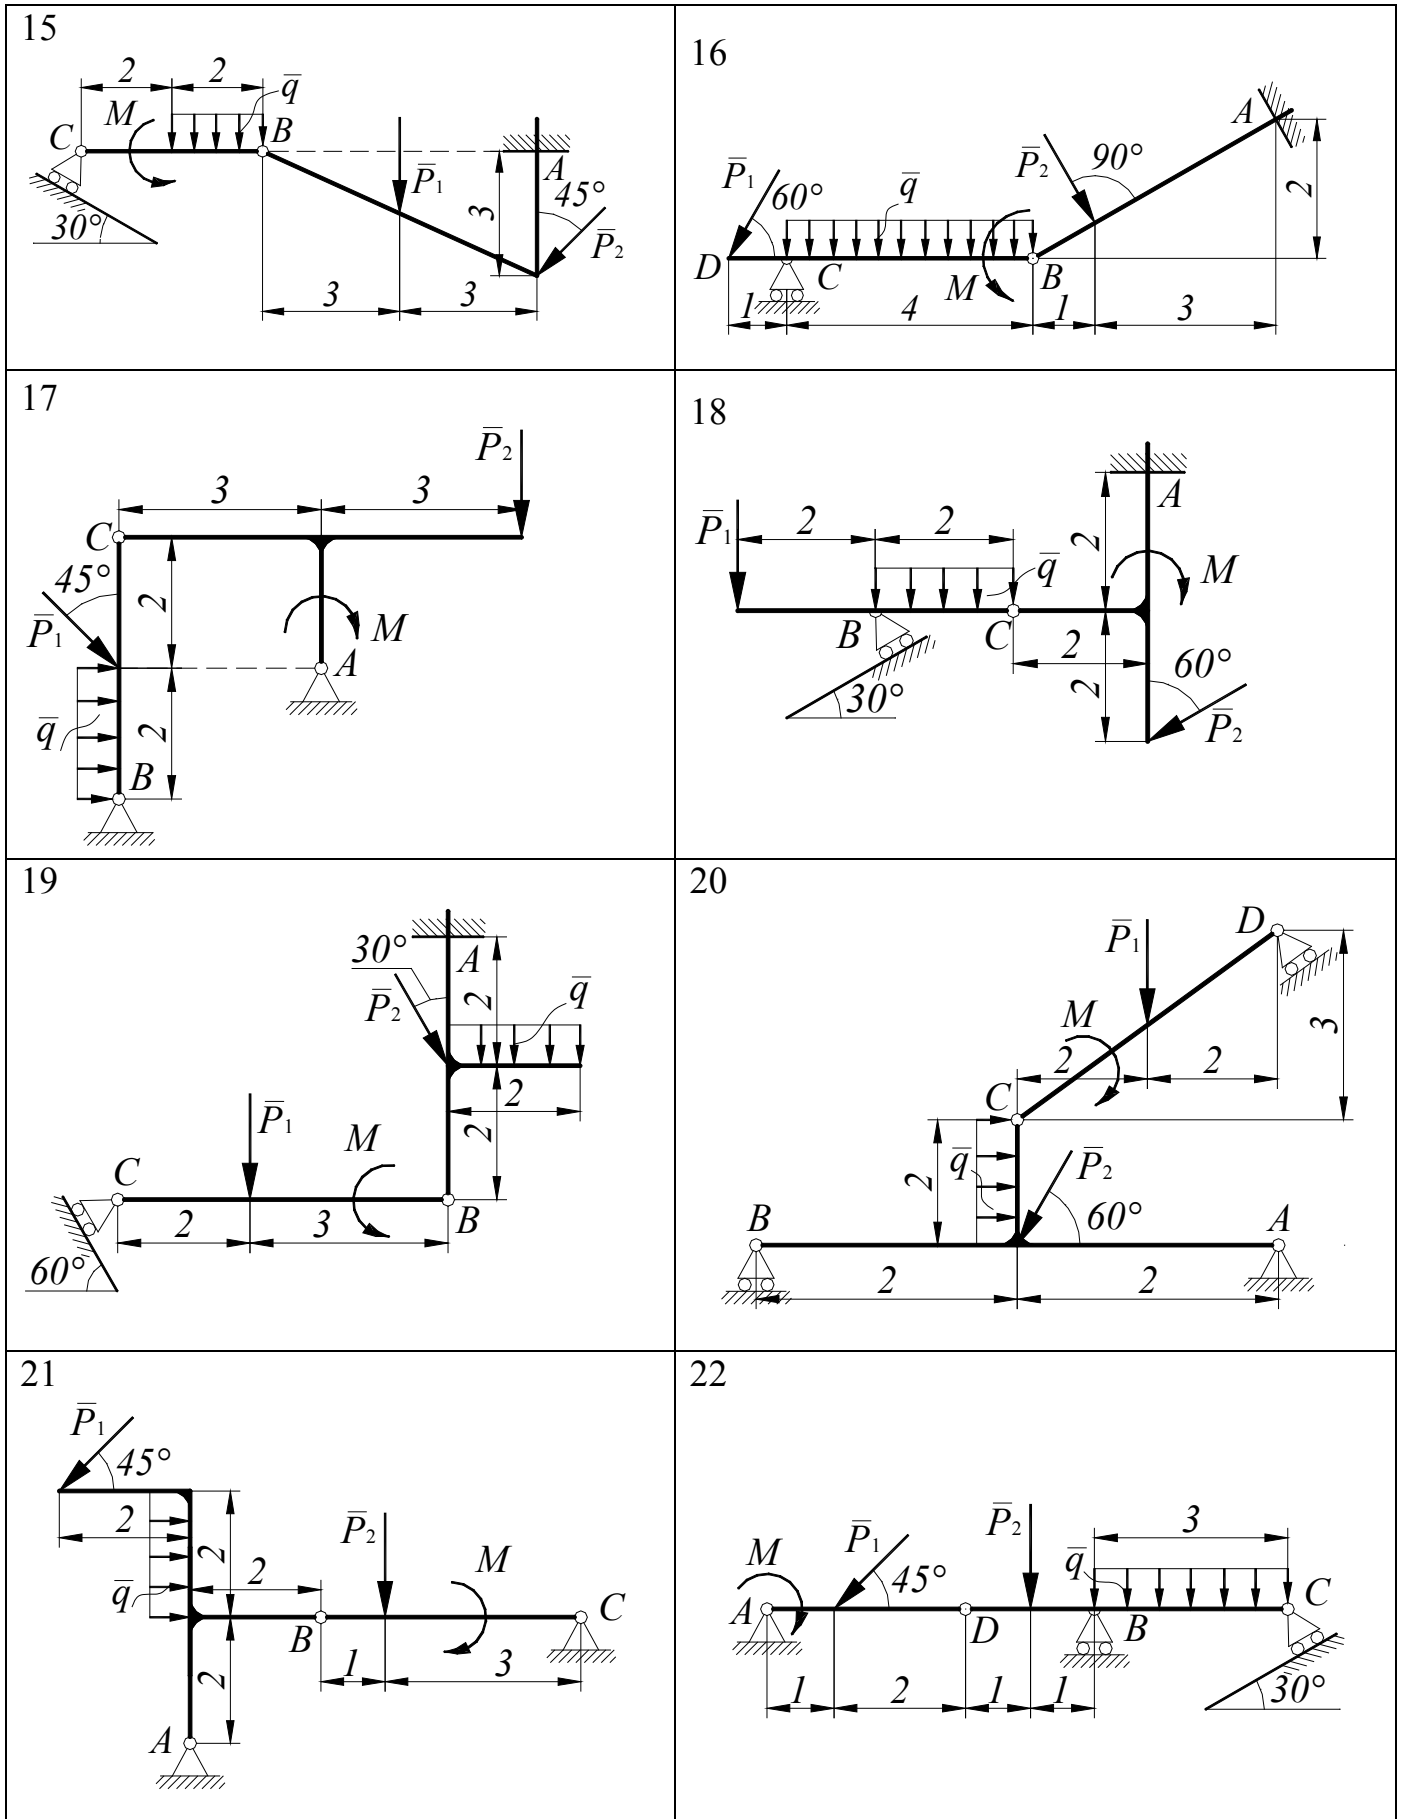 15
2 2 q̅
M
C B
P̅₁ A
3 45°
30° P̅₂
3 3
16
A
P̅₂ 90°
P̅₁ 60° q̅ 2
D C M B
1 4 1 3
17
P̅₂
3 3
C
45° 2
P̅₁ M
A
q̅ 2
B
18
A
P̅₁ 2 2 2
q̅ M
B C
2 60°
30° 2
P̅₂
19
30° A
P̅₂ 2 q̅
2
P̅₁ 2
M
C
2 3 B
60°
20
D
P̅₁
M 3
2 2
C
q̅ P̅₂
2
B 60° A
2 2
21
P̅₁
45°
2 2 P̅₂
q̅ 2 M
B C
1 3
2
A
22
P̅₂ 3
M P̅₁ q̅
45° C
A D B
1 2 1 1 30°